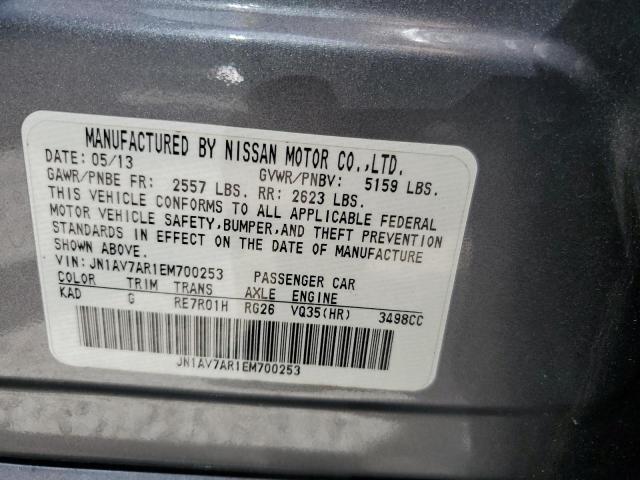 MANUFACTURED BY NISSAN MOTOR CO.,LTD.
DATE: 05/13 GVWR/PNBV: 5159 LBS.
GAWR/PNBE FR: 2557 LBS. RR: 2623 LBS.
THIS VEHICLE CONFORMS TO ALL APPLICABLE FEDERAL
MOTOR VEHICLE SAFETY,BUMPER,AND THEFT PREVENTION
STANDARDS IN EFFECT ON THE DATE OF MANUFACTURE
SHOWN ABOVE.
VIN: JN1AV7AR1EM700253 PASSENGER CAR
COLOR TRIM TRANS AXLE ENGINE
KAD G RE7R01H RG26 VQ35(HR) 3498CC
JN1AV7AR1EM700253